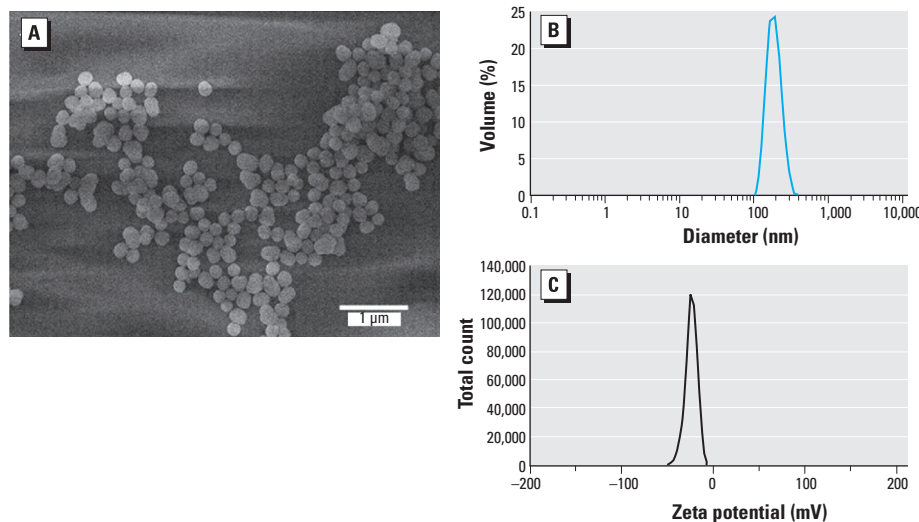 A
1 μm
B
Volume (%)
25
20
15
10
5
0
0.1 1 10 100 1,000 10,000
Diameter (nm)
C
Total count
140,000
120,000
100,000
80,000
60,000
40,000
20,000
0
–200 –100 0 100 200
Zeta potential (mV)